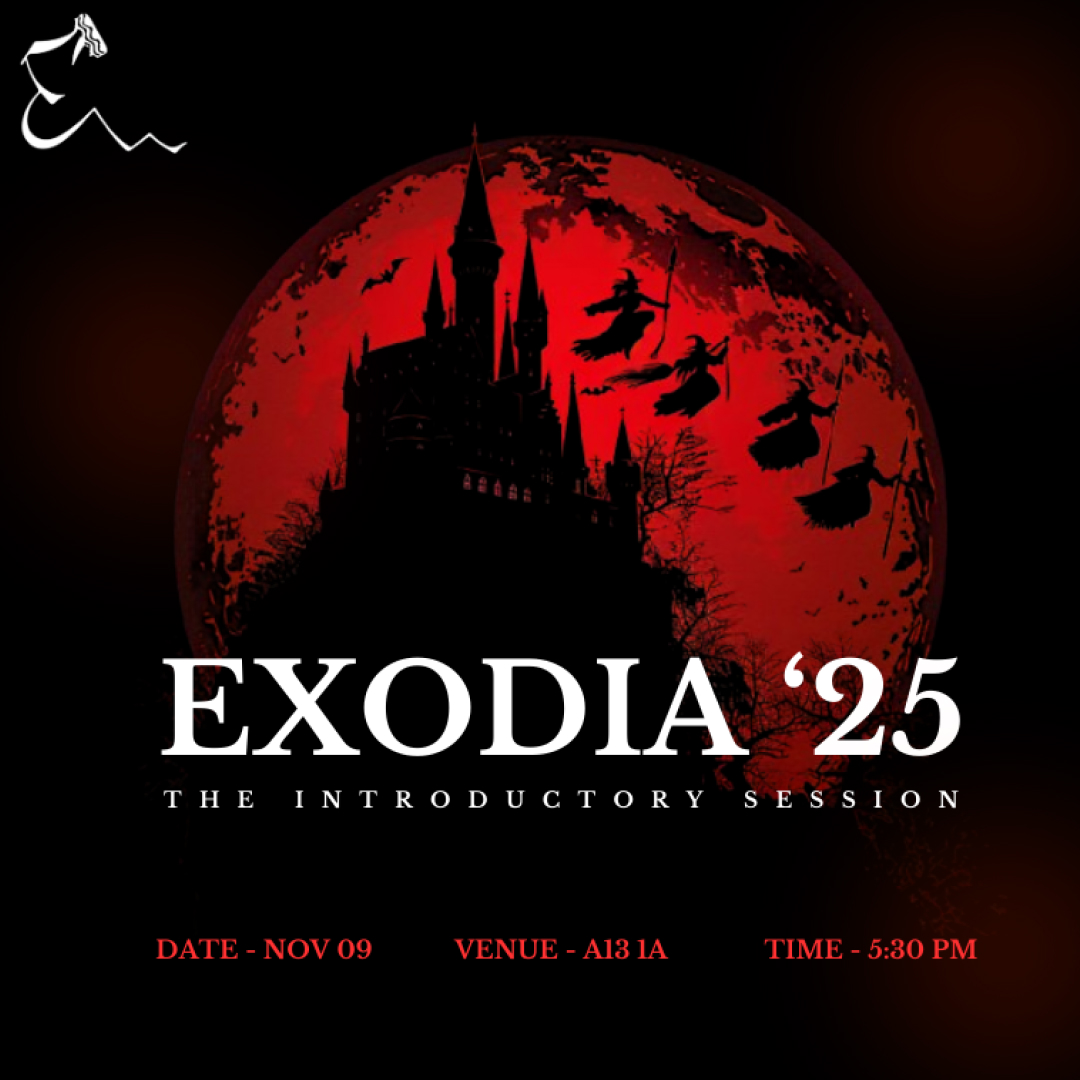 EXODIA ‘25
THE INTRODUCTORY SESSION
DATE - NOV 09 VENUE - A13 1A TIME - 5:30 PM